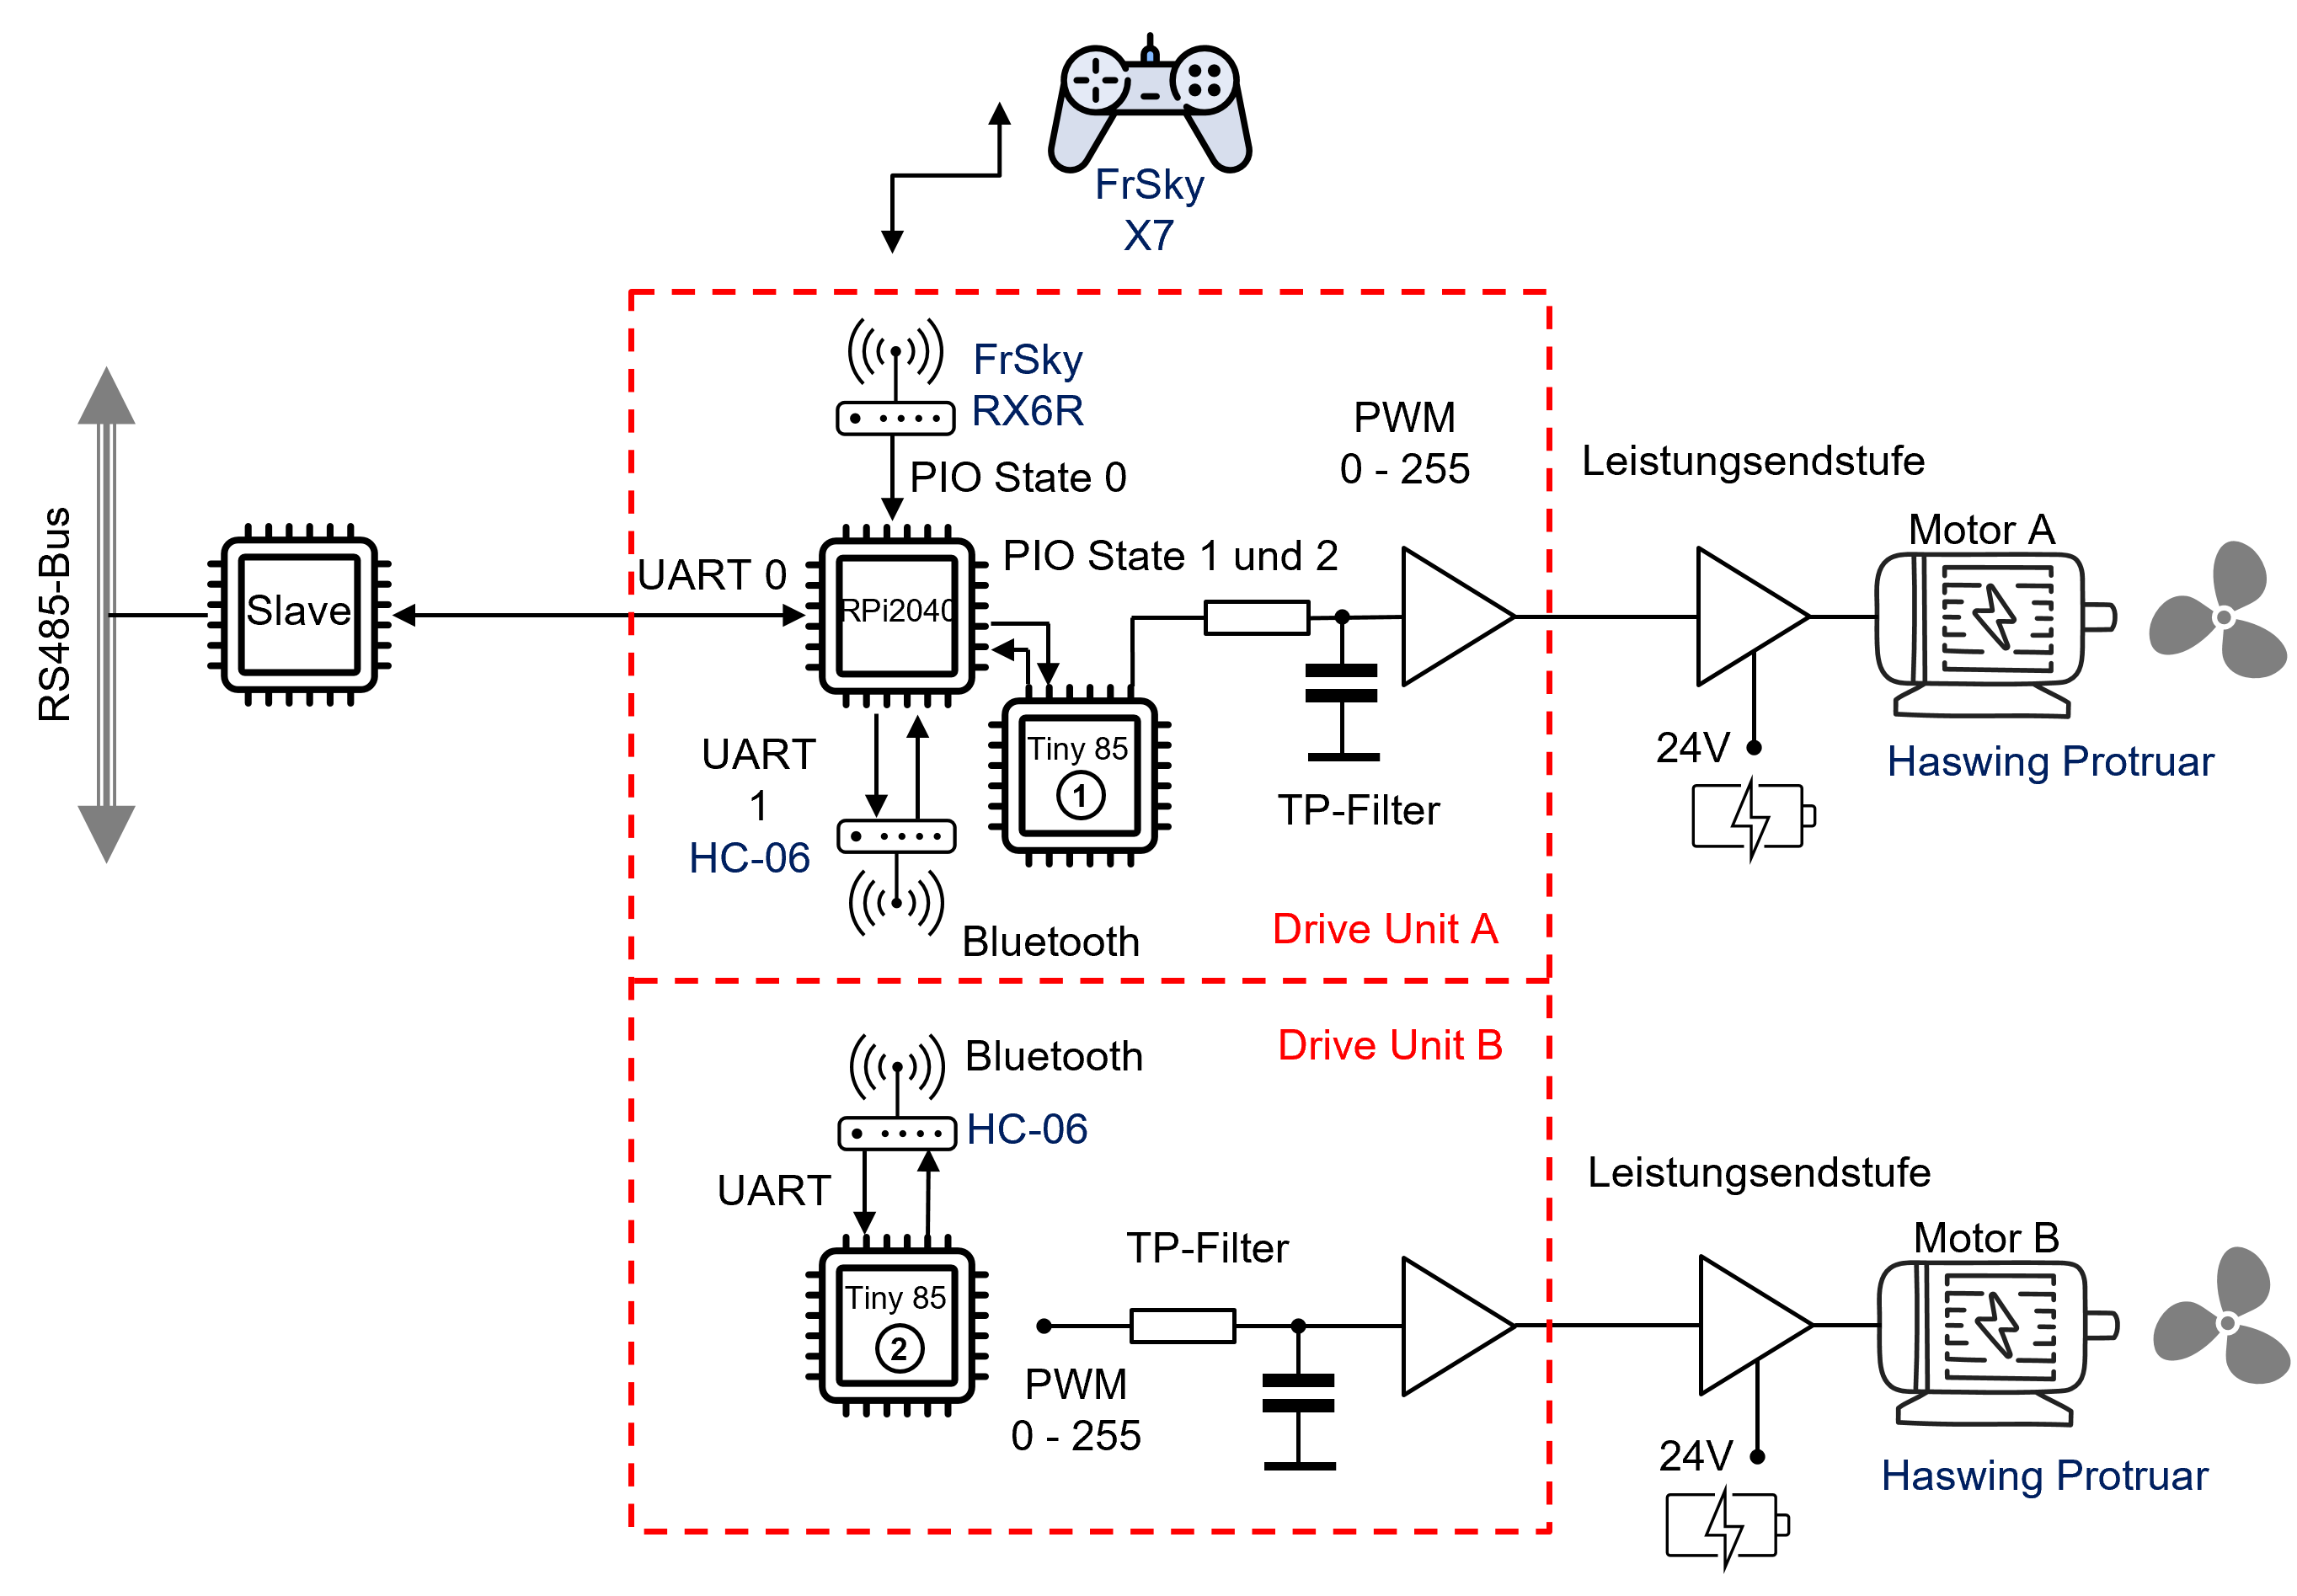 FrSky
X7
FrSky
RX6R
PIO State 0
PWM
0 - 255
Leistungsendstufe
Motor A
RS485-Bus
Slave
UART 0
RPi2040
PIO State 1 und 2
Tiny 85
1
UART
1
HC-06
TP-Filter
24V
Haswing Protruar
Bluetooth
Drive Unit A
Drive Unit B
Bluetooth
HC-06
UART
Tiny 85
2
TP-Filter
PWM
0 - 255
Leistungsendstufe
Motor B
24V
Haswing Protruar